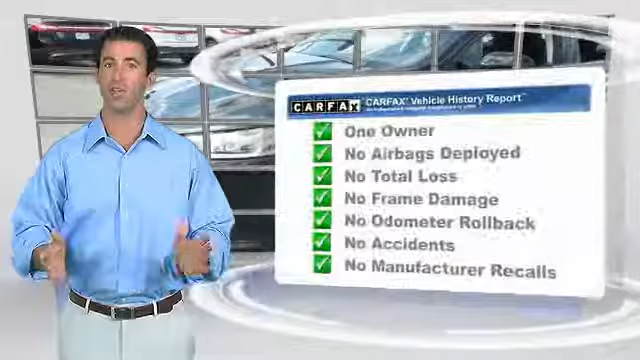 CARFAX CARFAX Vehicle History Report™
One Owner
No Airbags Deployed
No Total Loss
No Frame Damage
No Odometer Rollback
No Accidents
No Manufacturer Recalls